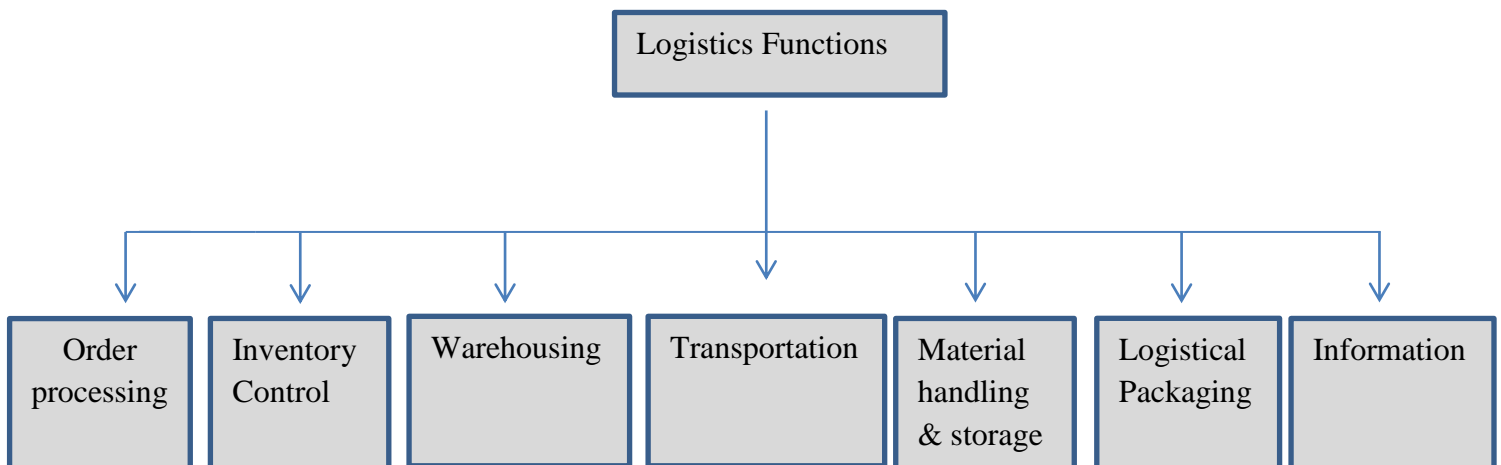 Logistics Functions
Order
processing
Inventory
Control
Warehousing
Transportation
Material
handling
& storage
Logistical
Packaging
Information